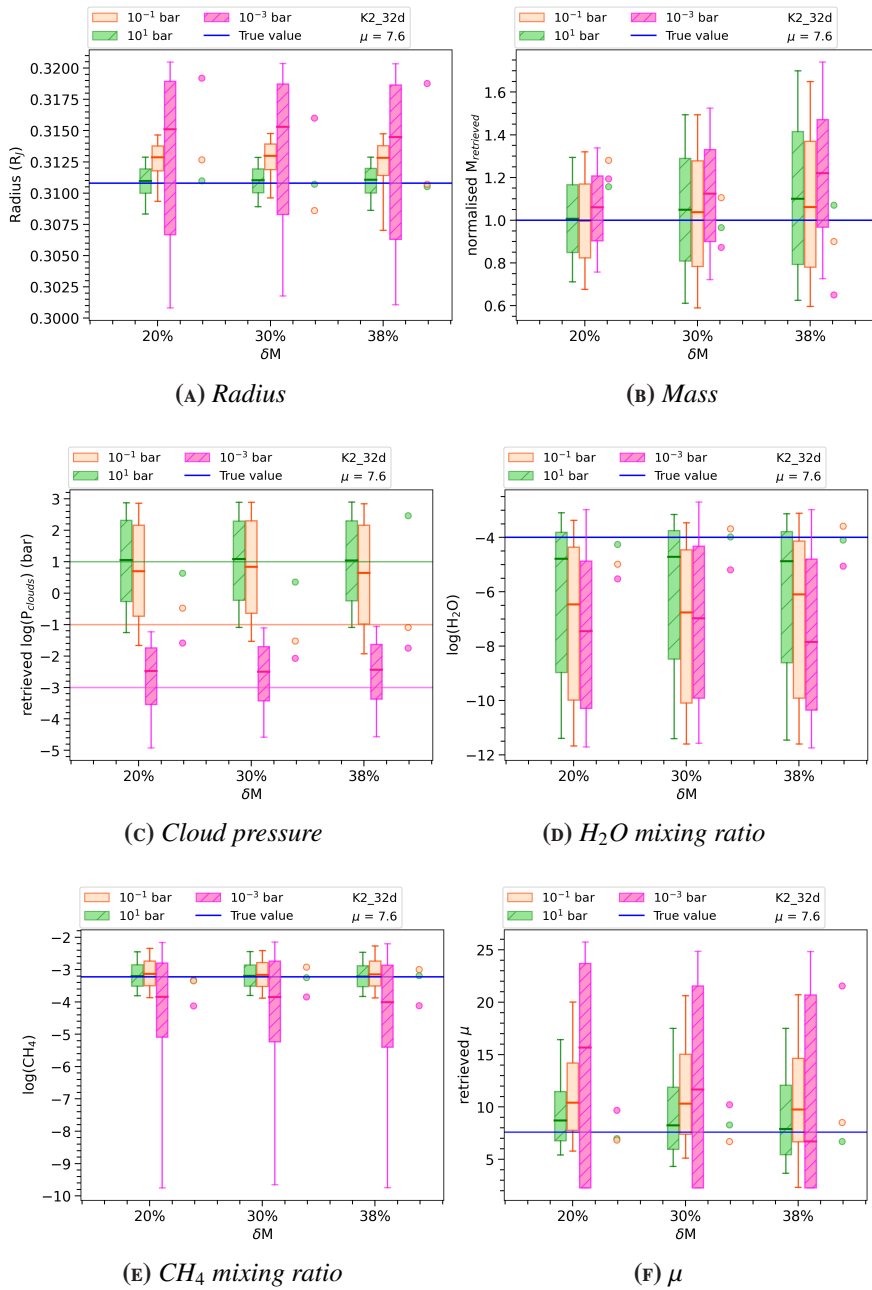 10⁻¹ bar 10⁻³ bar K2_32d
10¹ bar True value μ = 7.6
Radius (R_J)
0.3200
0.3175
0.3150
0.3125
0.3100
0.3075
0.3050
0.3025
0.3000
20% 30% 38%
δM
(A) Radius
10⁻¹ bar 10⁻³ bar K2_32d
10¹ bar True value μ = 7.6
normalised M_retrieved
1.6
1.4
1.2
1.0
0.8
0.6
20% 30% 38%
δM
(B) Mass
10⁻¹ bar 10⁻³ bar K2_32d
10¹ bar True value μ = 7.6
retrieved log(P_clouds) (bar)
3
2
1
0
−1
−2
−3
−4
−5
20% 30% 38%
δM
(C) Cloud pressure
10⁻¹ bar 10⁻³ bar K2_32d
10¹ bar True value μ = 7.6
log(H₂O)
−4
−6
−8
−10
−12
20% 30% 38%
δM
(D) H₂O mixing ratio
10⁻¹ bar 10⁻³ bar K2_32d
10¹ bar True value μ = 7.6
log(CH₄)
−2
−3
−4
−5
−6
−7
−8
−9
−10
20% 30% 38%
δM
(E) CH₄ mixing ratio
10⁻¹ bar 10⁻³ bar K2_32d
10¹ bar True value μ = 7.6
retrieved μ
25
20
15
10
5
20% 30% 38%
δM
(F) μ